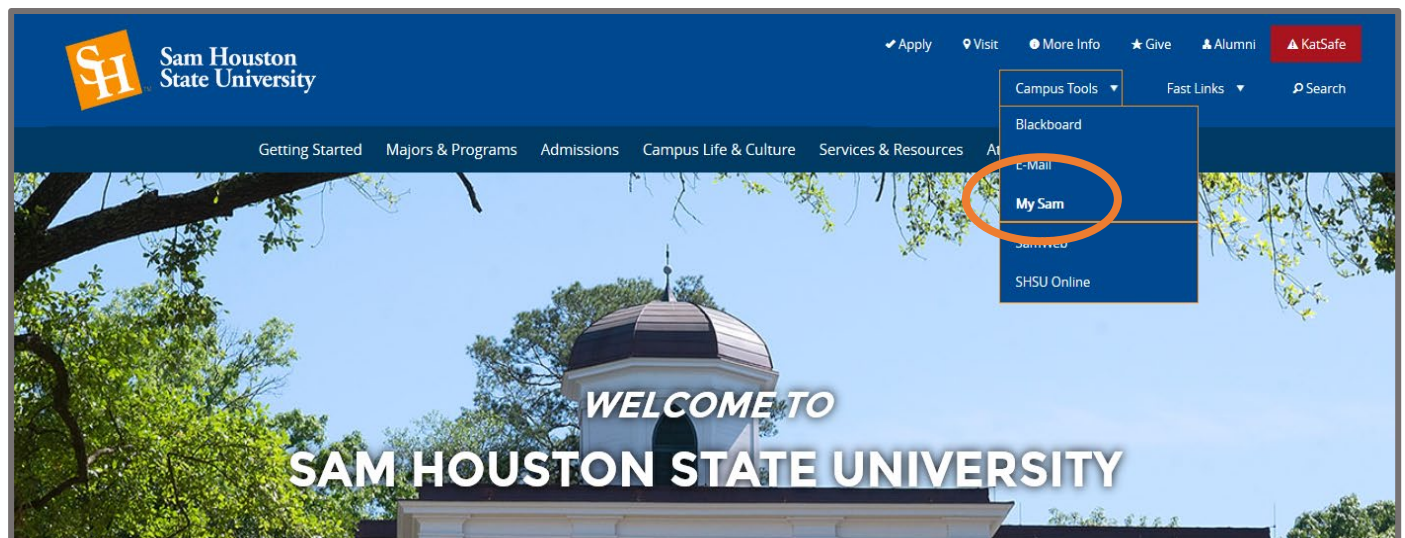 SH
Sam Houston
State University
Apply Visit More Info Give Alumni KatSafe
Campus Tools Fast Links Search
Blackboard
Getting Started Majors & Programs Admissions Campus Life & Culture Services & Resources
E-Mail
My Sam
SamWeb
SHSU Online
WELCOME TO
SAM HOUSTON STATE UNIVERSITY